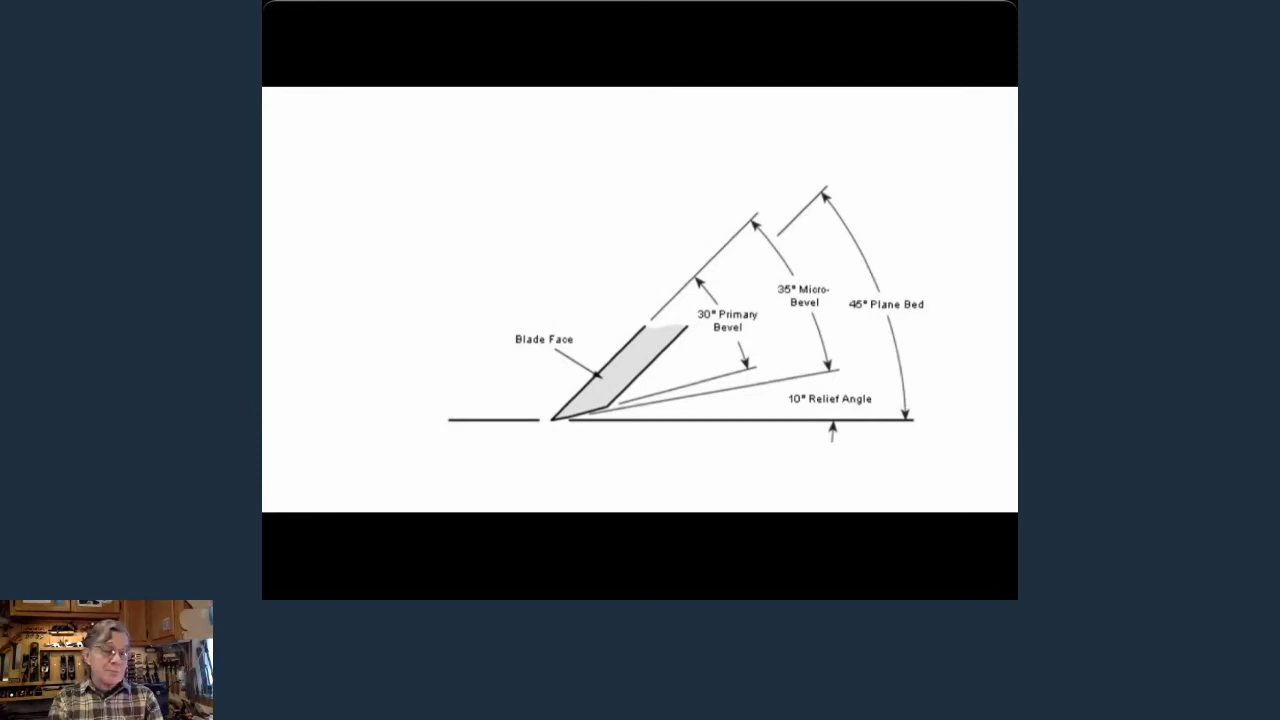 35° Micro-
Bevel
45° Plane Bed
30° Primary
Bevel
Blade Face
10° Relief Angle